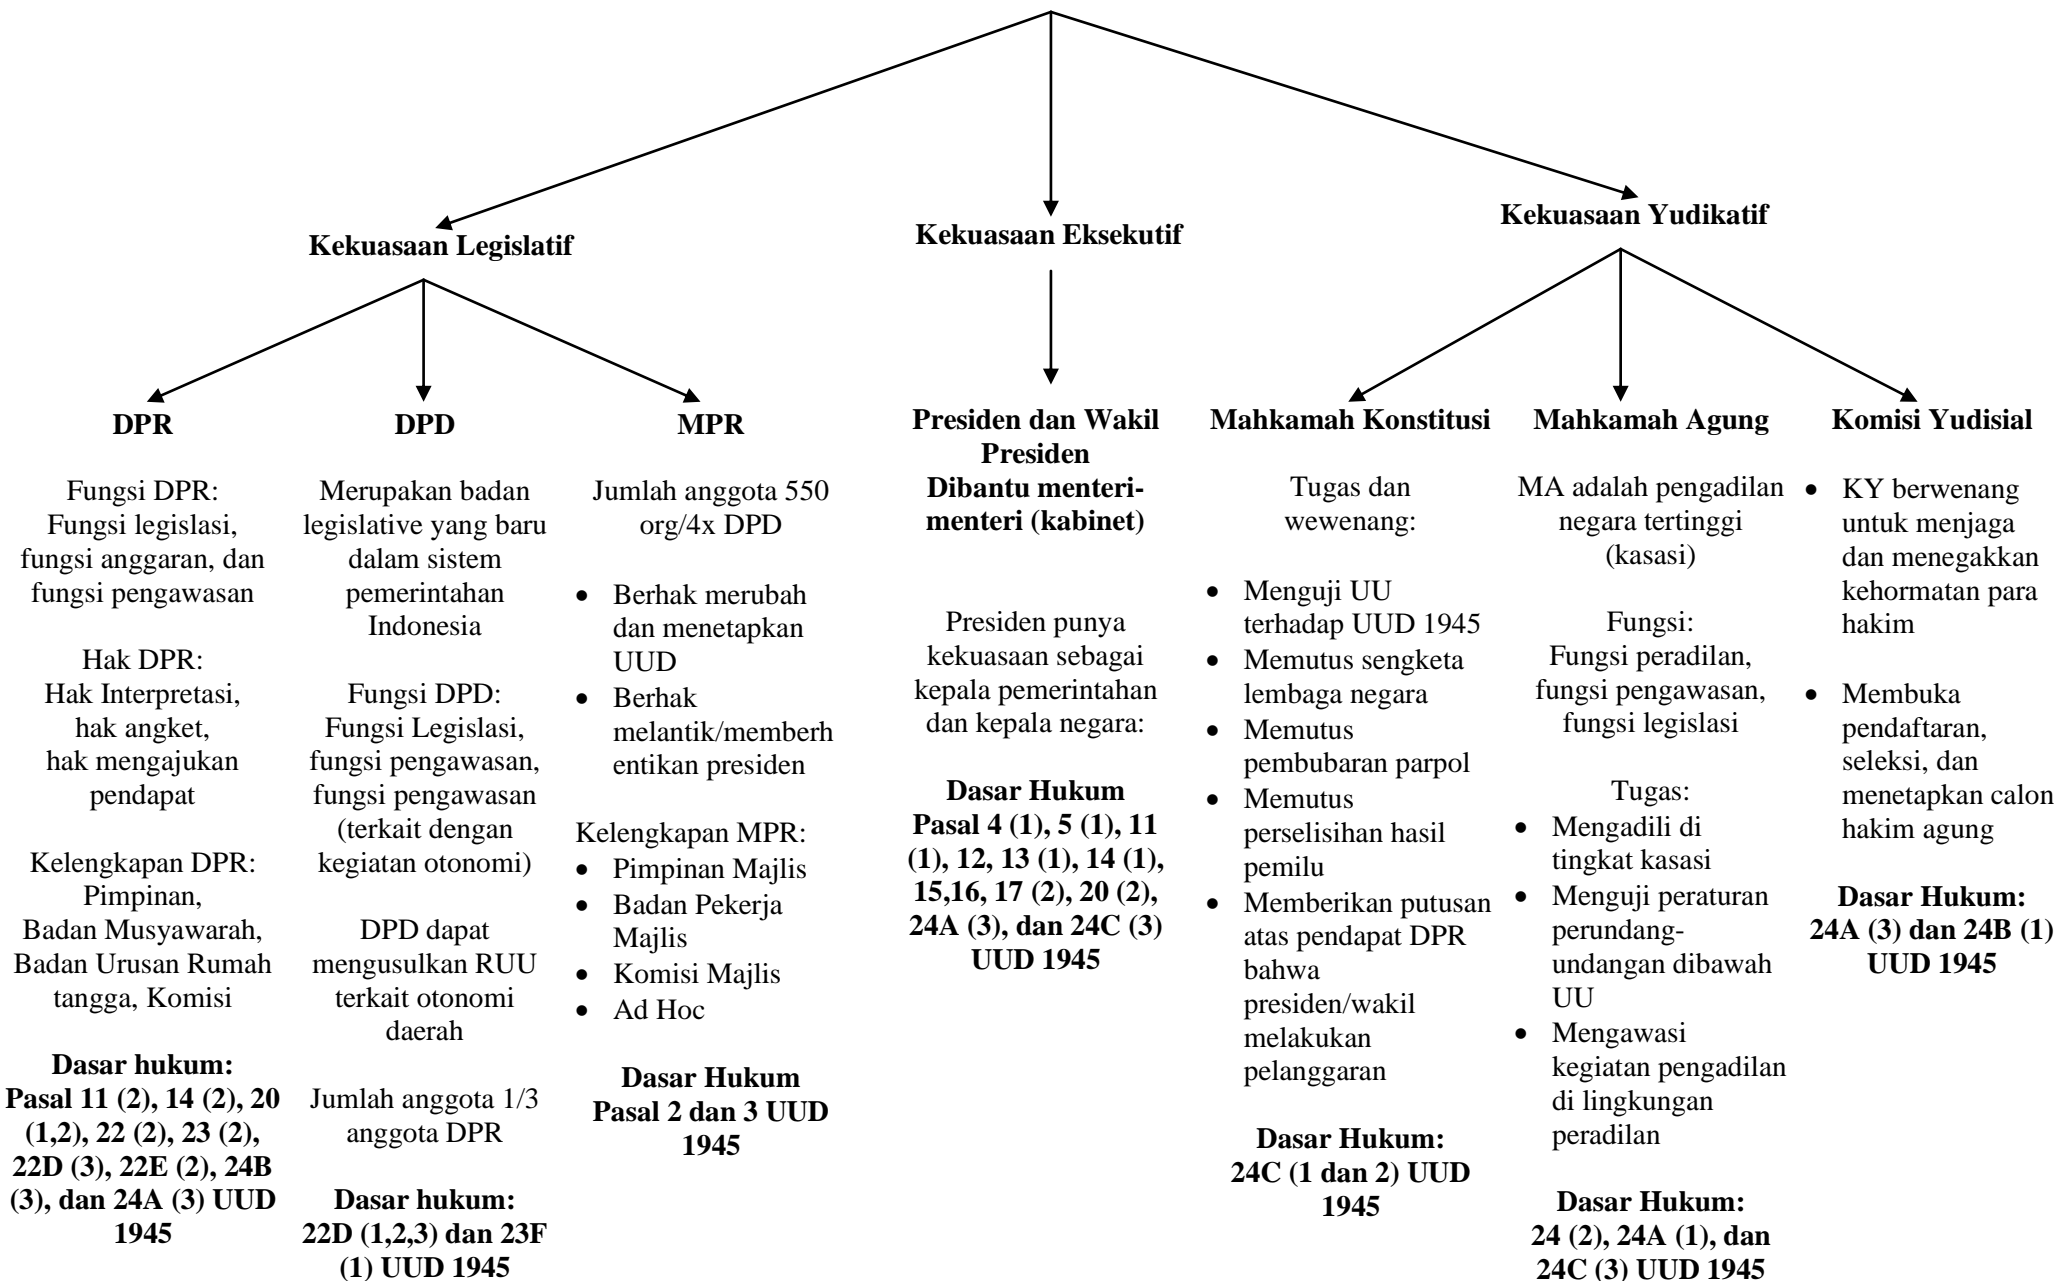 Kekuasaan Legislatif
Kekuasaan Eksekutif
Kekuasaan Yudikatif
DPR
Fungsi DPR:
Fungsi legislasi,
fungsi anggaran, dan
fungsi pengawasan
Hak DPR:
Hak Interpretasi,
hak angket,
hak mengajukan
pendapat
Kelengkapan DPR:
Pimpinan,
Badan Musyawarah,
Badan Urusan Rumah
tangga, Komisi
Dasar hukum:
Pasal 11 (2), 14 (2), 20
(1,2), 22 (2), 23 (2),
22D (3), 22E (2), 24B
(3), dan 24A (3) UUD
1945
DPD
Merupakan badan
legislative yang baru
dalam sistem
pemerintahan
Indonesia
Fungsi DPD:
Fungsi Legislasi,
fungsi pengawasan,
fungsi pengawasan
(terkait dengan
kegiatan otonomi)
DPD dapat
mengusulkan RUU
terkait otonomi
daerah
Jumlah anggota 1/3
anggota DPR
Dasar hukum:
22D (1,2,3) dan 23F
(1) UUD 1945
MPR
Jumlah anggota 550
org/4x DPD
• Berhak merubah
dan menetapkan
UUD
• Berhak
melantik/memberh
entikan presiden
Kelengkapan MPR:
• Pimpinan Majlis
• Badan Pekerja
Majlis
• Komisi Majlis
• Ad Hoc
Dasar Hukum
Pasal 2 dan 3 UUD
1945
Presiden dan Wakil
Presiden
Dibantu menteri-
menteri (kabinet)
Presiden punya
kekuasaan sebagai
kepala pemerintahan
dan kepala negara:
Dasar Hukum
Pasal 4 (1), 5 (1), 11
(1), 12, 13 (1), 14 (1),
15,16, 17 (2), 20 (2),
24A (3), dan 24C (3)
UUD 1945
Mahkamah Konstitusi
Tugas dan
wewenang:
• Menguji UU
terhadap UUD 1945
• Memutus sengketa
lembaga negara
• Memutus
pembubaran parpol
• Memutus
perselisihan hasil
pemilu
• Memberikan putusan
atas pendapat DPR
bahwa
presiden/wakil
melakukan
pelanggaran
Dasar Hukum:
24C (1 dan 2) UUD
1945
Mahkamah Agung
MA adalah pengadilan
negara tertinggi
(kasasi)
Fungsi:
Fungsi peradilan,
fungsi pengawasan,
fungsi legislasi
Tugas:
• Mengadili di
tingkat kasasi
• Menguji peraturan
perundang-
undangan dibawah
UU
• Mengawasi
kegiatan pengadilan
di lingkungan
peradilan
Dasar Hukum:
24 (2), 24A (1), dan
24C (3) UUD 1945
Komisi Yudisial
• KY berwenang
untuk menjaga
dan menegakkan
kehormatan para
hakim
• Membuka
pendaftaran,
seleksi, dan
menetapkan calon
hakim agung
Dasar Hukum:
24A (3) dan 24B (1)
UUD 1945